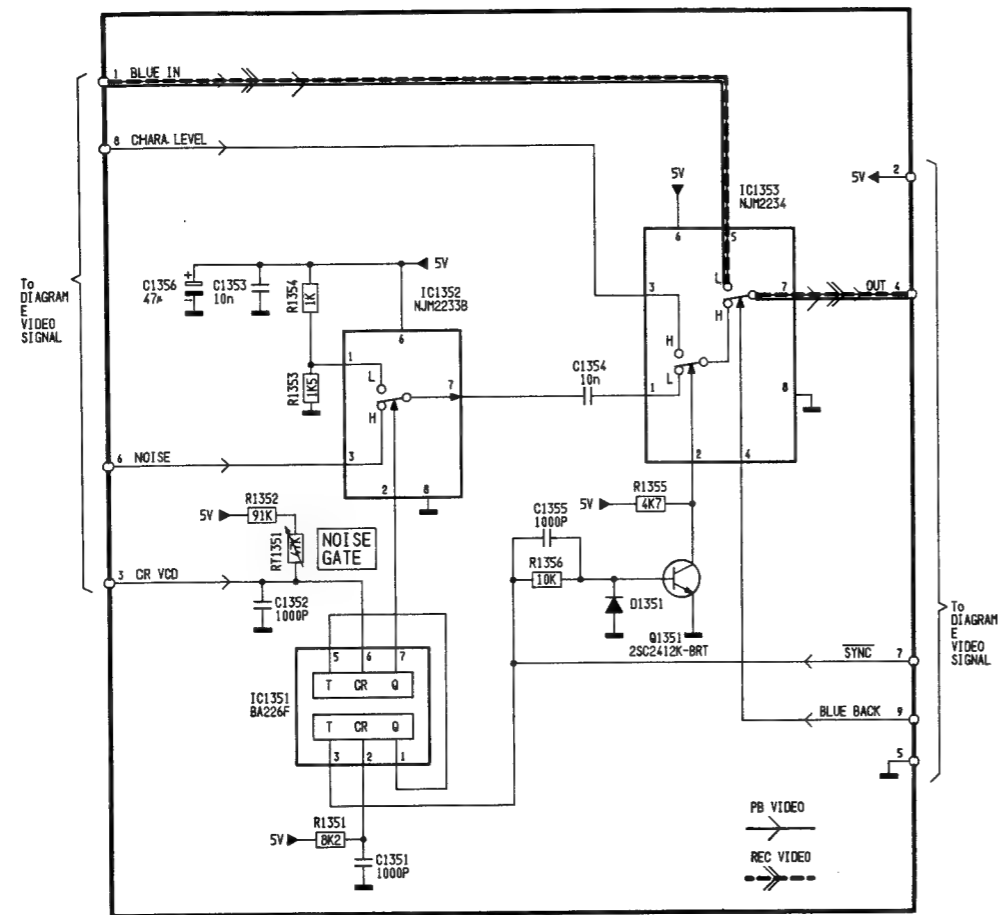 1 BLUE IN
8 CHARA. LEVEL
5V
2
5V
IC1353
NJM2234
6
5
To
DIAGRAM
E
VIDEO
SIGNAL
C1356
47µ
C1353
10n
R1354
1K
5V
IC1352
NJM2233B
6
3
L
7
OUT 4
H
H
L
C1354
10n
1
8
1
L
H
7
R1353
1K5
6 NOISE
3
2
8
2
4
R1352
5V
91K
RT1351
47K
NOISE
GATE
R1355
5V
4K7
C1355
1000P
R1356
10K
3 CR VCD
C1352
1000P
D1351
Q1351
2SC2412K-BRT
To
DIAGRAM
E
VIDEO
SIGNAL
SYNC 7
5 6 7
IC1351
BA226F
T CR Q
T CR Q
3 2 1
BLUE BACK 9
5
R1351
5V
8K2
C1351
1000P
PB VIDEO
REC VIDEO